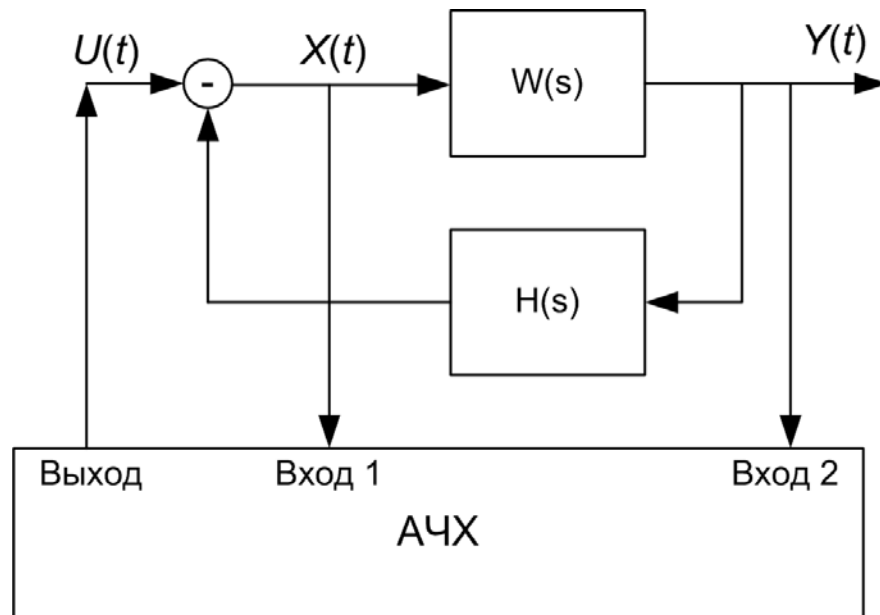 U(t)
X(t)
Y(t)
-
W(s)
H(s)
Выход
Вход 1
Вход 2
АЧХ